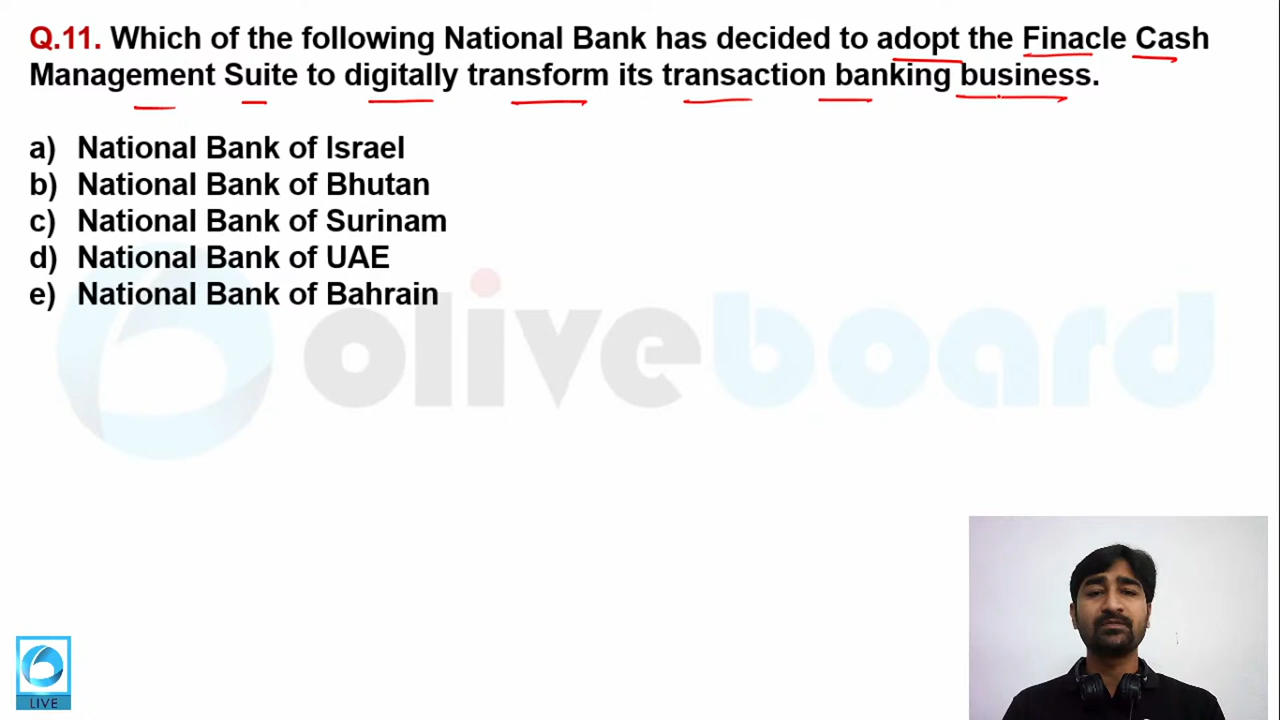 Q.11. Which of the following National Bank has decided to adopt the Finacle Cash
Management Suite to digitally transform its transaction banking business.
a) National Bank of Israel
b) National Bank of Bhutan
c) National Bank of Surinam
d) National Bank of UAE
e) National Bank of Bahrain
oliveboard
LIVE